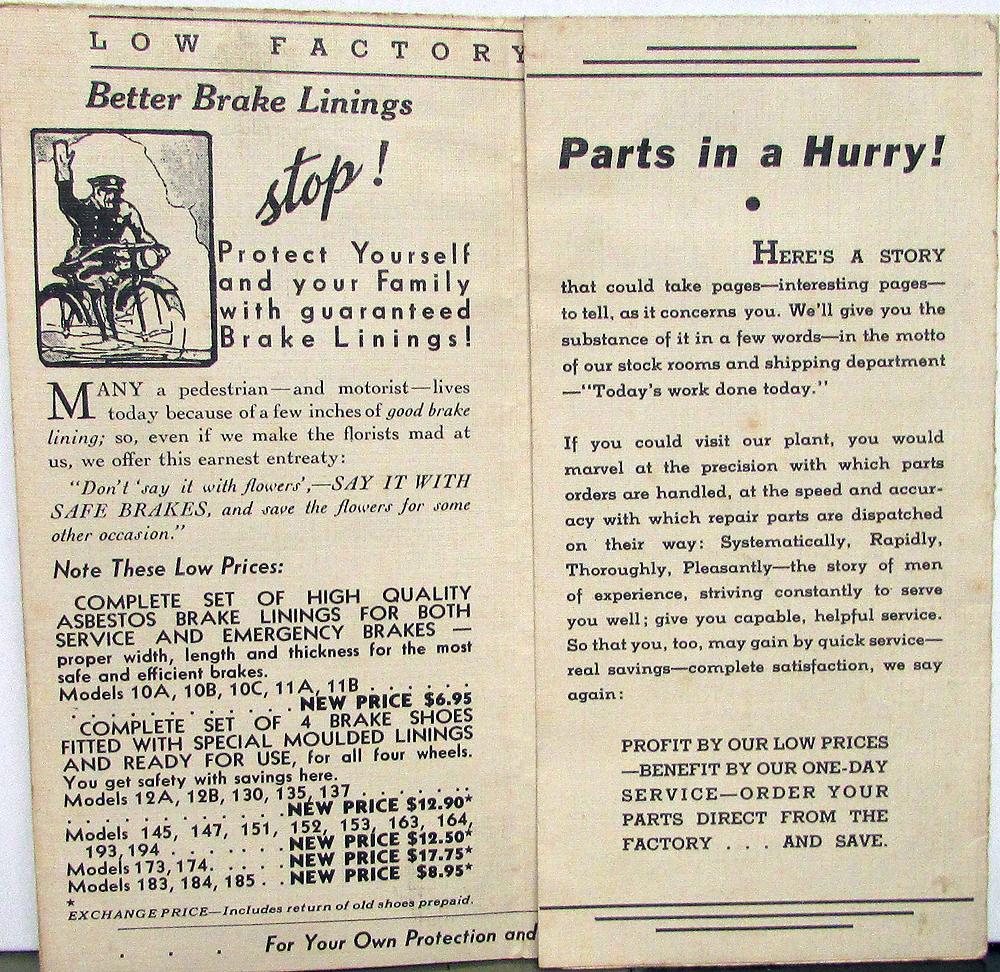 LOW FACTORY
Better Brake Linings
stop!
Protect Yourself
and your Family
with guaranteed
Brake Linings!
MANY a pedestrian—and motorist—lives
today because of a few inches of good brake
lining; so, even if we make the florists mad at
us, we offer this earnest entreaty:
"Don't 'say it with flowers',—SAY IT WITH
SAFE BRAKES, and save the flowers for some
other occasion."
Note These Low Prices:
COMPLETE SET OF HIGH QUALITY
ASBESTOS BRAKE LININGS FOR BOTH
SERVICE AND EMERGENCY BRAKES —
proper width, length and thickness for the most
safe and efficient brakes.
Models 10A, 10B, 10C, 11A, 11B . . . . . .
. . . . . . . . . . . . NEW PRICE $6.95
COMPLETE SET OF 4 BRAKE SHOES
FITTED WITH SPECIAL MOULDED LININGS
AND READY FOR USE, for all four wheels.
You get safety with savings here.
Models 12A, 12B, 130, 135, 137 . . . . . . .
. . . . . . . . . . . . NEW PRICE $12.90*
Models 145, 147, 151, 152, 153, 163, 164,
193, 194 . . . . . . . NEW PRICE $12.50*
Models 173, 174. . . . . NEW PRICE $17.75*
Models 183, 184, 185 . . NEW PRICE $8.95*
*
EXCHANGE PRICE—Includes return of old shoes prepaid.
. . . For Your Own Protection and
Parts in a Hurry!
•
HERE'S A STORY
that could take pages—interesting pages—
to tell, as it concerns you. We'll give you the
substance of it in a few words—in the motto
of our stock rooms and shipping department
—"Today's work done today."
If you could visit our plant, you would
marvel at the precision with which parts
orders are handled, at the speed and accur-
acy with which repair parts are dispatched
on their way: Systematically, Rapidly,
Thoroughly, Pleasantly—the story of men
of experience, striving constantly to serve
you well; give you capable, helpful service.
So that you, too, may gain by quick service—
real savings—complete satisfaction, we say
again:
PROFIT BY OUR LOW PRICES
—BENEFIT BY OUR ONE-DAY
SERVICE—ORDER YOUR
PARTS DIRECT FROM THE
FACTORY . . . AND SAVE.